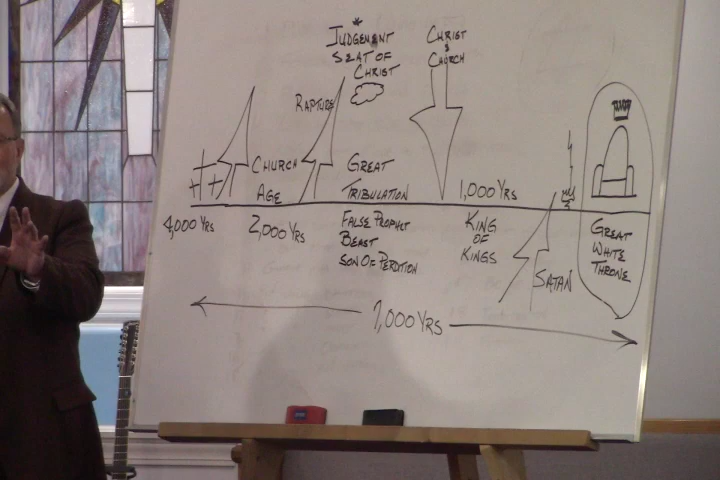 JUDGEMENT
SEAT OF
CHRIST
CHRIST
&
CHURCH
RAPTURE
CHURCH
AGE
GREAT
TRIBULATION
1,000 YRS
4,000 YRS
2,000 YRS
FALSE PROPHET
BEAST
SON OF PERDITION
KING
OF
KINGS
SATAN
GREAT
WHITE
THRONE
7,000 YRS